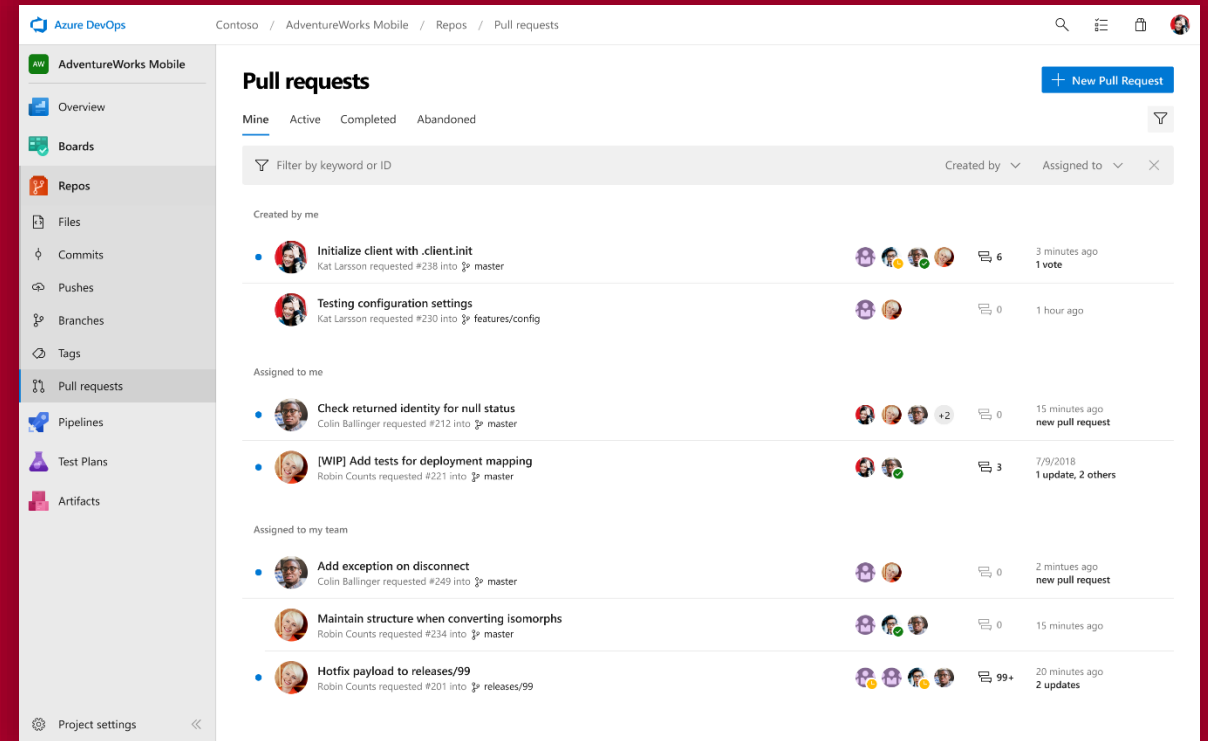 Azure DevOps
Contoso / AdventureWorks Mobile / Repos / Pull requests
AW AdventureWorks Mobile
Overview
Boards
Repos
Files
Commits
Pushes
Branches
Tags
Pull requests
Pipelines
Test Plans
Artifacts
Project settings
Pull requests
New Pull Request
Mine Active Completed Abandoned
Filter by keyword or ID Created by Assigned to
Created by me
Initialize client with .client.init
Kat Larsson requested #238 into master
6
3 minutes ago
1 vote
Testing configuration settings
Kat Larsson requested #230 into features/config
0
1 hour ago
Assigned to me
Check returned identity for null status
Colin Ballinger requested #212 into master
+2
0
15 minutes ago
new pull request
[WIP] Add tests for deployment mapping
Robin Counts requested #221 into master
3
7/9/2018
1 update, 2 others
Assigned to my team
Add exception on disconnect
Colin Ballinger requested #249 into master
0
2 mintues ago
new pull request
Maintain structure when converting isomorphs
Robin Counts requested #234 into master
0
15 minutes ago
Hotfix payload to releases/99
Robin Counts requested #201 into releases/99
99+
20 minutes ago
2 updates